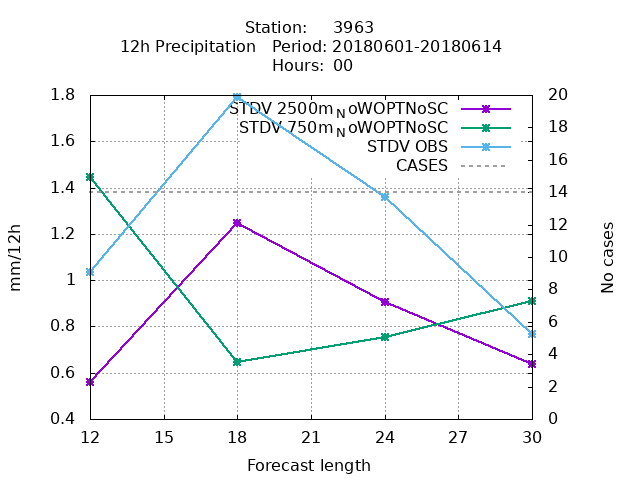 Station: 3963
12h Precipitation Period: 20180601-20180614
Hours: 00
STDV 2500m_NoWOPTNoSC
STDV 750m_NoWOPTNoSC
STDV OBS
CASES
mm/12h
1.8
1.6
1.4
1.2
1
0.8
0.6
0.4
20
18
16
14
12
10
8
6
4
2
0
No cases
12 15 18 21 24 27 30
Forecast length